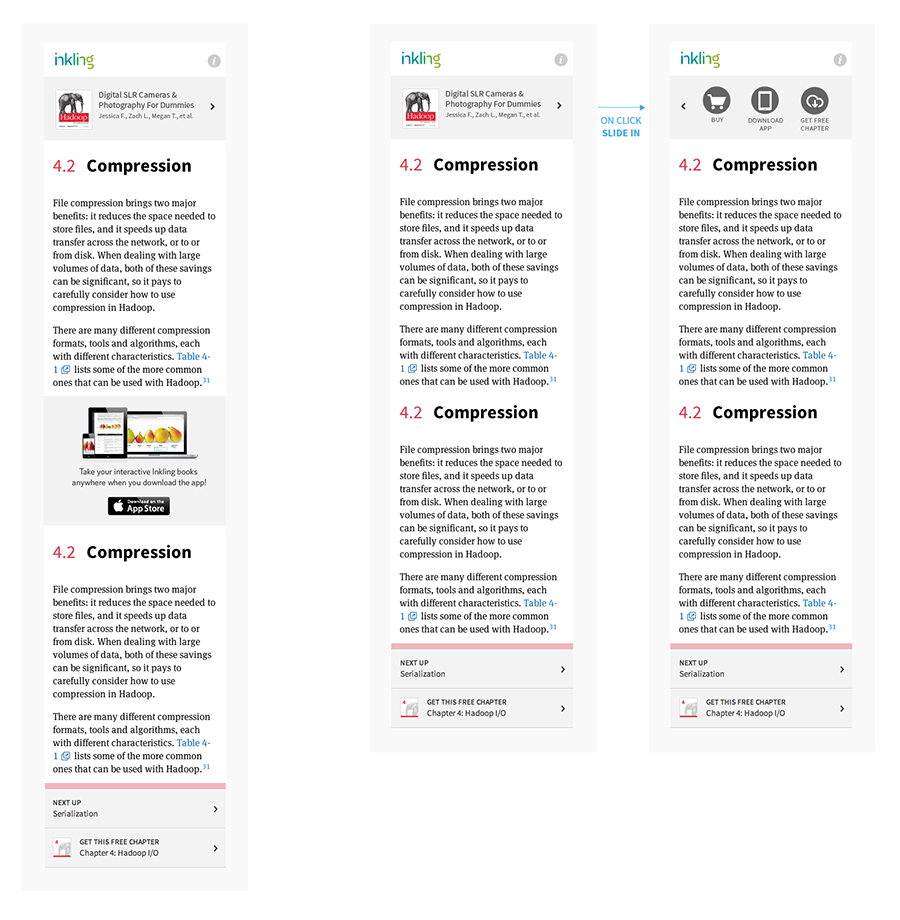 inkling
i
Hadoop
Digital SLR Cameras &
Photography For Dummies
Jessica F., Zach L., Megan T., et al.
4.2 Compression
File compression brings two major
benefits: it reduces the space needed to
store files, and it speeds up data
transfer across the network, or to or
from disk. When dealing with large
volumes of data, both of these savings
can be significant, so it pays to
carefully consider how to use
compression in Hadoop.
There are many different compression
formats, tools and algorithms, each
with different characteristics. Table 4-
1 lists some of the more common
ones that can be used with Hadoop.31
Take your interactive Inkling books
anywhere when you download the app!
Download on the
App Store
4.2 Compression
File compression brings two major
benefits: it reduces the space needed to
store files, and it speeds up data
transfer across the network, or to or
from disk. When dealing with large
volumes of data, both of these savings
can be significant, so it pays to
carefully consider how to use
compression in Hadoop.
There are many different compression
formats, tools and algorithms, each
with different characteristics. Table 4-
1 lists some of the more common
ones that can be used with Hadoop.31
NEXT UP
Serialization
4
GET THIS FREE CHAPTER
Chapter 4: Hadoop I/O
inkling
i
Hadoop
Digital SLR Cameras &
Photography For Dummies
Jessica F., Zach L., Megan T., et al.
4.2 Compression
File compression brings two major
benefits: it reduces the space needed to
store files, and it speeds up data
transfer across the network, or to or
from disk. When dealing with large
volumes of data, both of these savings
can be significant, so it pays to
carefully consider how to use
compression in Hadoop.
There are many different compression
formats, tools and algorithms, each
with different characteristics. Table 4-
1 lists some of the more common
ones that can be used with Hadoop.31
4.2 Compression
File compression brings two major
benefits: it reduces the space needed to
store files, and it speeds up data
transfer across the network, or to or
from disk. When dealing with large
volumes of data, both of these savings
can be significant, so it pays to
carefully consider how to use
compression in Hadoop.
There are many different compression
formats, tools and algorithms, each
with different characteristics. Table 4-
1 lists some of the more common
ones that can be used with Hadoop.31
NEXT UP
Serialization
4
GET THIS FREE CHAPTER
Chapter 4: Hadoop I/O
ON CLICK
SLIDE IN
inkling
i
BUY
DOWNLOAD
APP
GET FREE
CHAPTER
4.2 Compression
File compression brings two major
benefits: it reduces the space needed to
store files, and it speeds up data
transfer across the network, or to or
from disk. When dealing with large
volumes of data, both of these savings
can be significant, so it pays to
carefully consider how to use
compression in Hadoop.
There are many different compression
formats, tools and algorithms, each
with different characteristics. Table 4-
1 lists some of the more common
ones that can be used with Hadoop.31
4.2 Compression
File compression brings two major
benefits: it reduces the space needed to
store files, and it speeds up data
transfer across the network, or to or
from disk. When dealing with large
volumes of data, both of these savings
can be significant, so it pays to
carefully consider how to use
compression in Hadoop.
There are many different compression
formats, tools and algorithms, each
with different characteristics. Table 4-
1 lists some of the more common
ones that can be used with Hadoop.31
NEXT UP
Serialization
4
GET THIS FREE CHAPTER
Chapter 4: Hadoop I/O